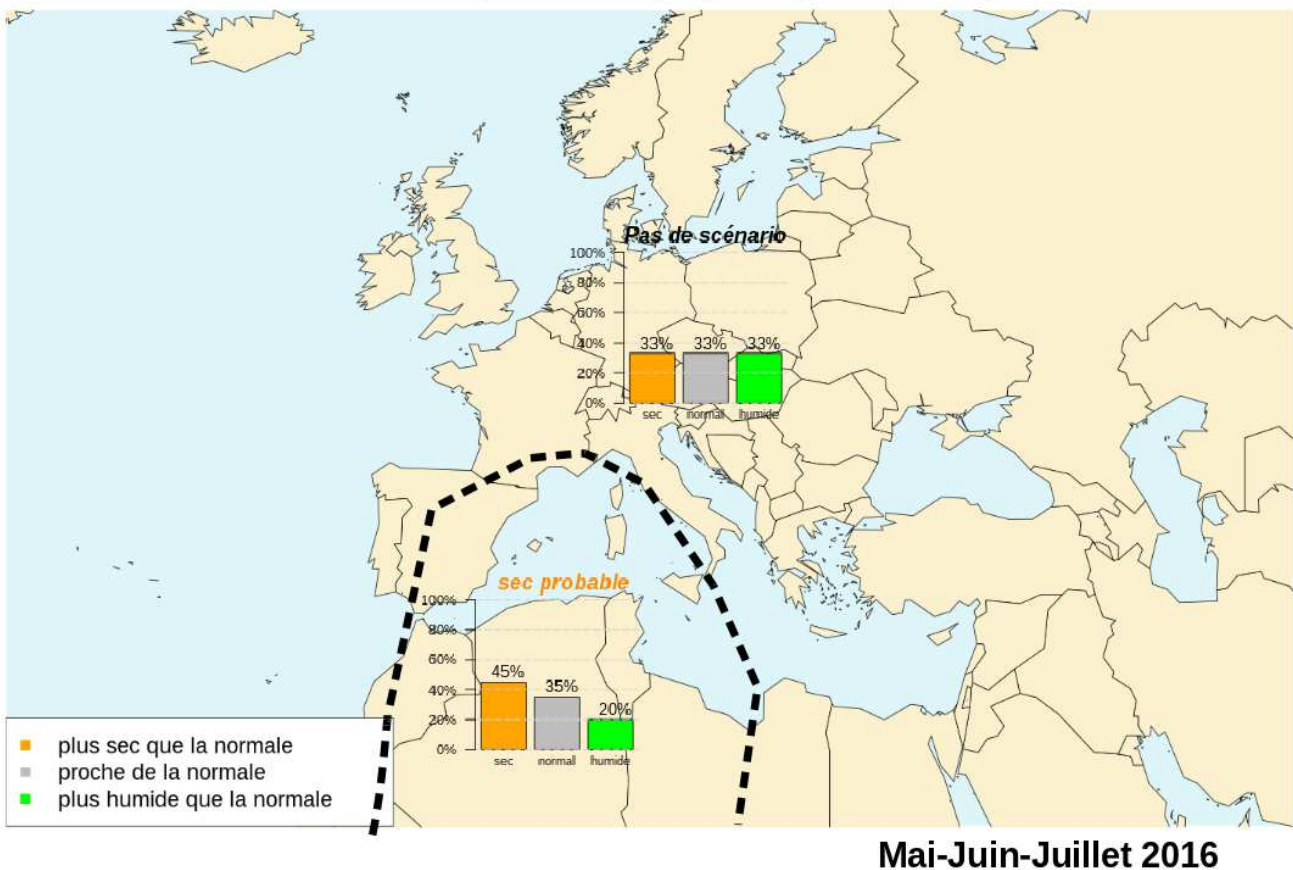 Pas de scénario
100%
80%
60%
40%
20%
0%
33%
33%
33%
sec
normal
humide
sec probable
100%
80%
60%
40%
20%
0%
45%
35%
20%
sec
normal
humide
plus sec que la normale
proche de la normale
plus humide que la normale
Mai-Juin-Juillet 2016